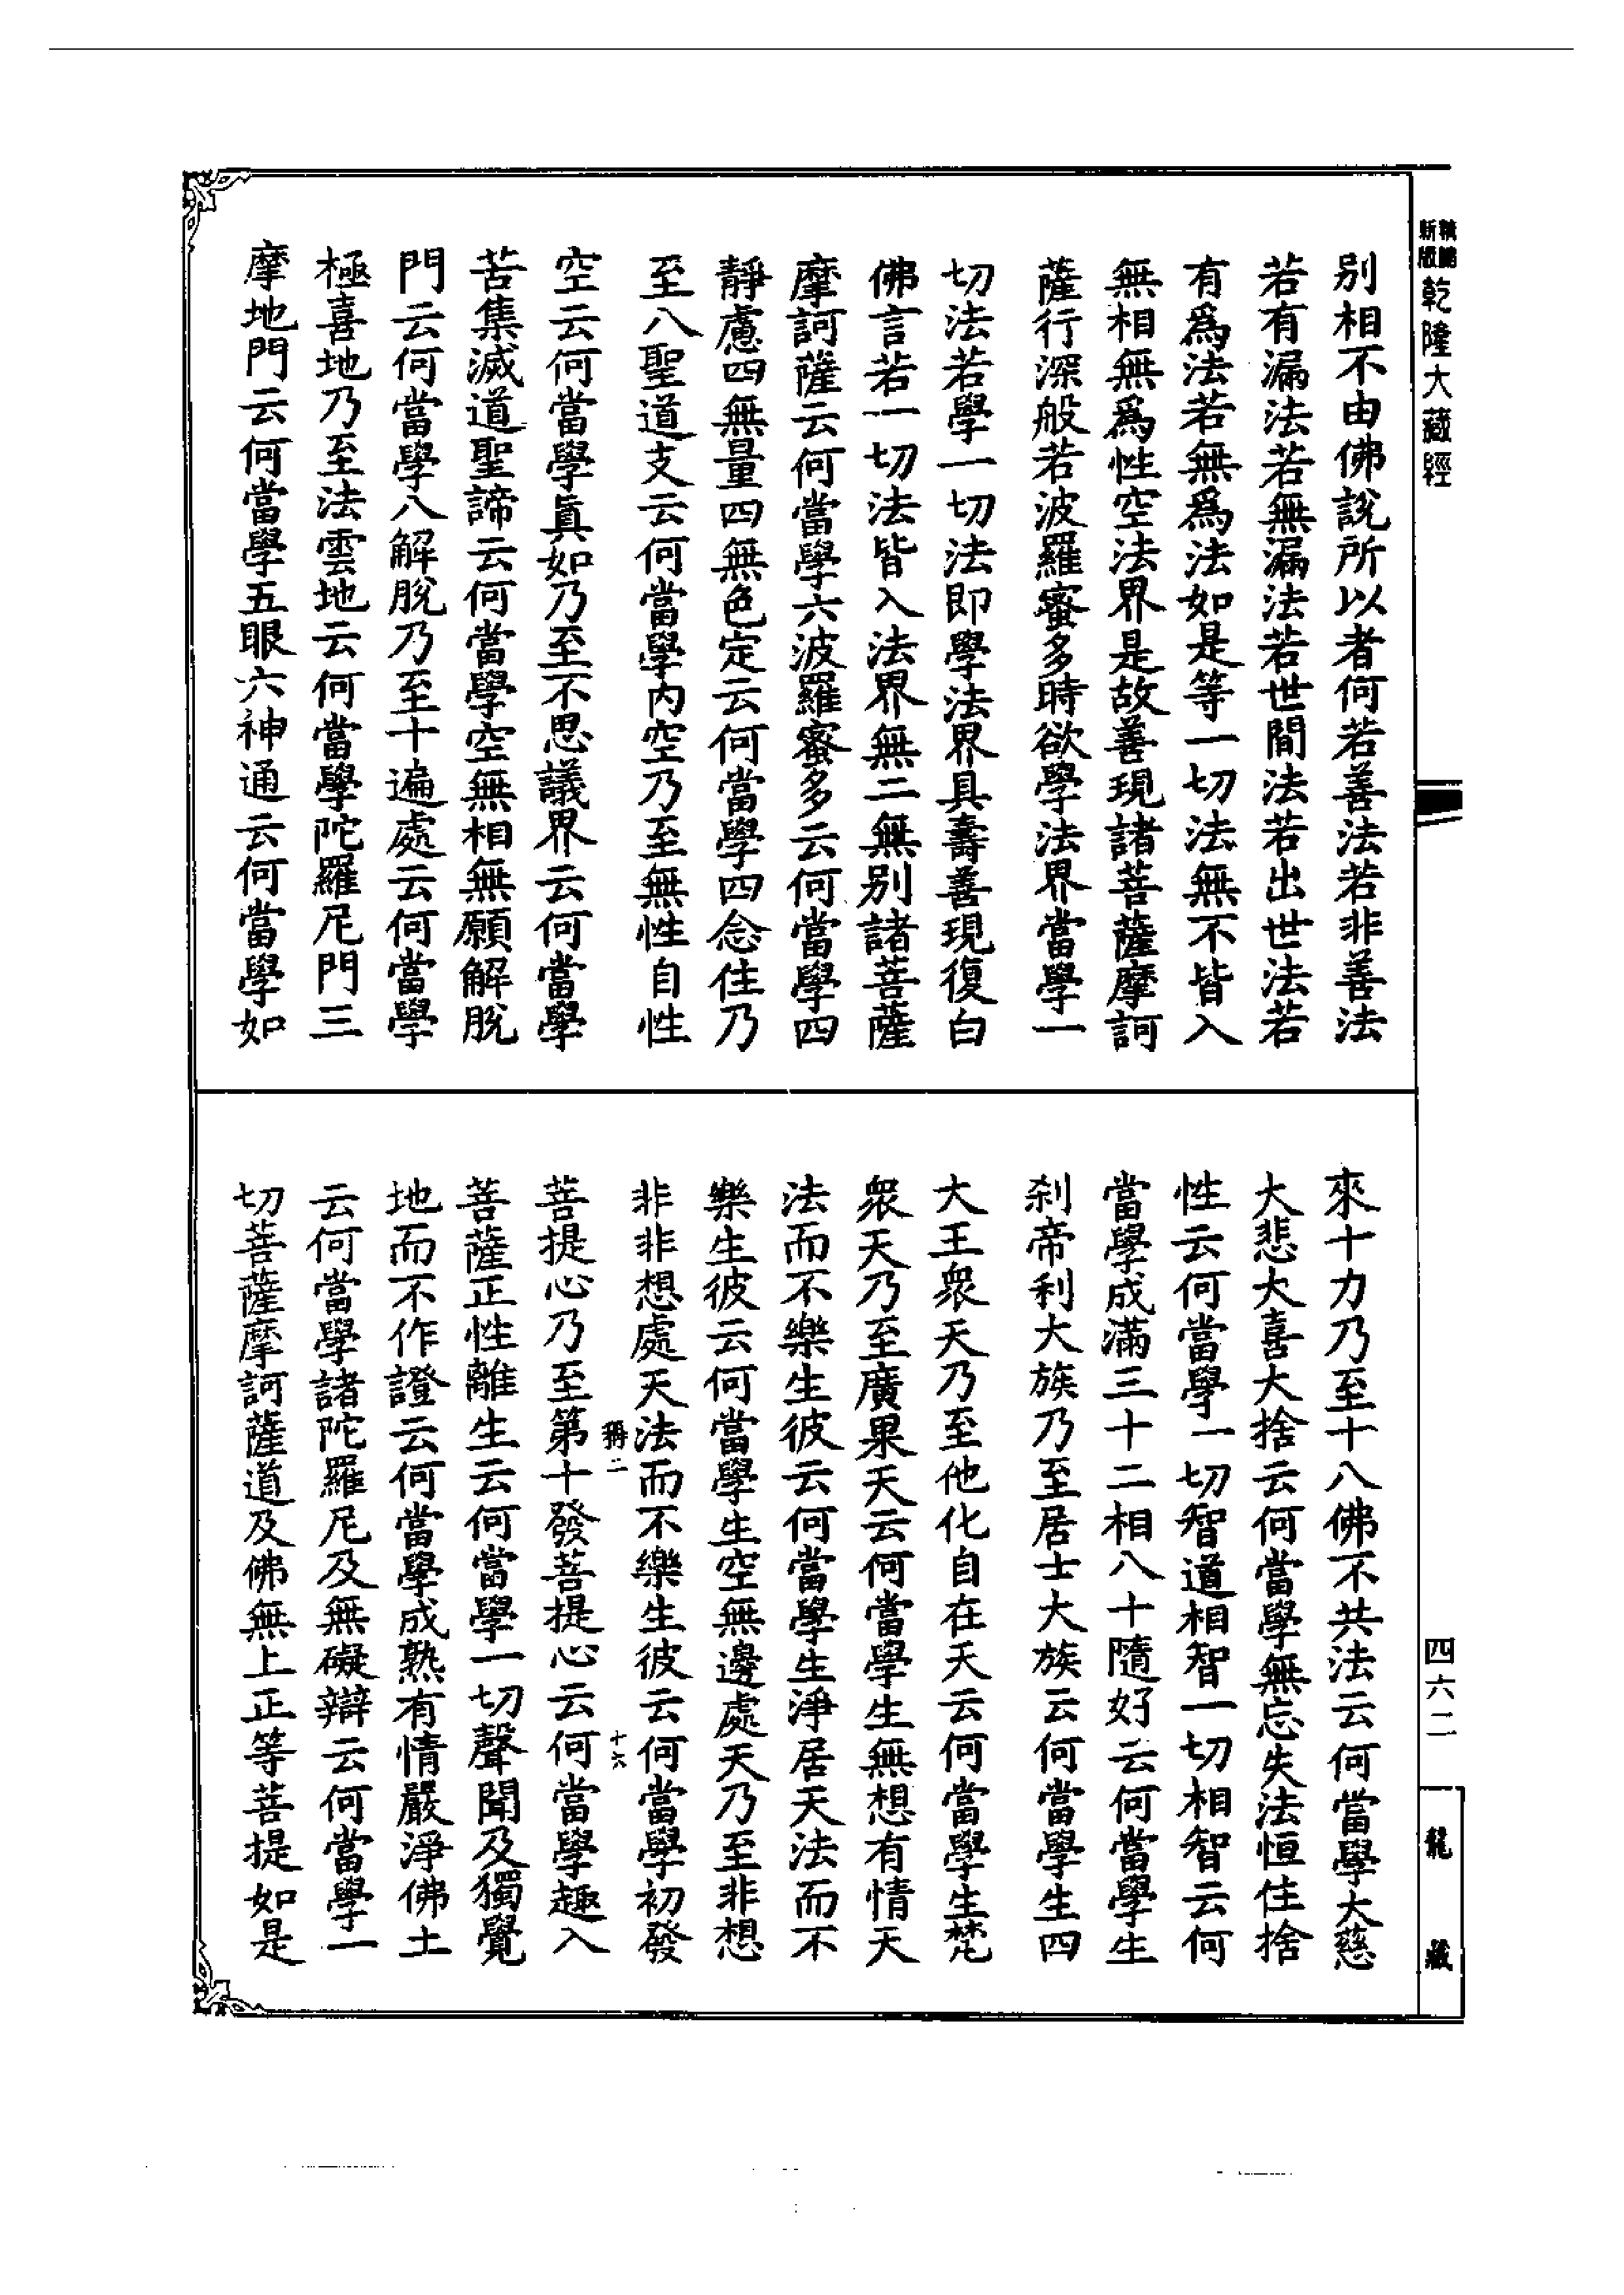 乾隆大藏經
別相不由佛說所以者何若善法若非善法
若有漏法若無漏法若世間法若出世法若
有爲法若無爲法如是等一切法無不皆入
無相無爲性空法界是故善現諸菩薩摩訶
薩行深般若波羅蜜多時欲學法界當學一
切法若學一切法即學法界具壽善現復白
佛言若一切法皆入法界無二無別諸菩薩
摩訶薩云何當學六波羅蜜多云何當學四
靜慮四無量四無色定云何當學四念住乃
至八聖道支云何當學內空乃至無性自性
空云何當學眞如乃至不思議界云何當學
苦集滅道聖諦云何當學空無相無願解脫
門云何當學八解脫乃至十遍處云何當學
極喜地乃至法雲地云何當學陀羅尼門三
摩地門云何當學五眼六神通云何當學如
來十力乃至十八佛不共法云何當學大慈
大悲大喜大捨云何當學無忘失法恒住捨
性云何當學一切智道相智一切相智云何
當學成滿三十二相八十隨好云何當學生
刹帝利大族乃至居士大族云何當學生四
大王衆天乃至他化自在天云何當學生梵
衆天乃至廣果天云何當學生無想有情天
法而不樂生彼云何當學生淨居天法而不
樂生彼云何當學生空無邊處天乃至非想
非非想處天法而不樂生彼云何當學初發
二
十六
菩提心乃至第十發菩提心云何當學趣入
菩薩正性離生云何當學一切聲聞及獨覺
地而不作證云何當學成熟有情嚴淨佛土
云何當學諸陀羅尼及無礙辯云何當學一
切菩薩摩訶薩道及佛無上正等菩提如是
四六二
龍藏